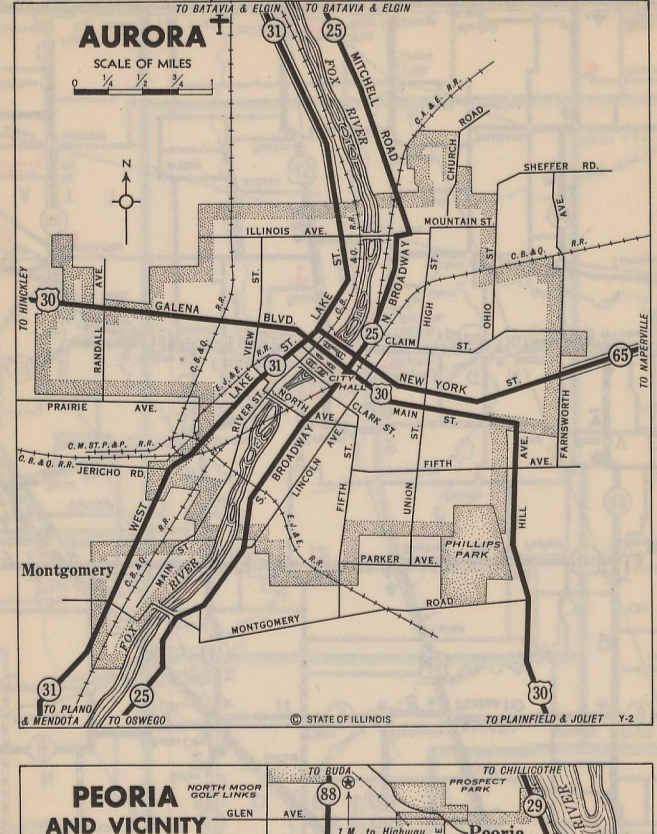 TO BATAVIA & ELGIN
TO BATAVIA & ELGIN
AURORA
SCALE OF MILES
0 1/4 1/2 3/4 1
N
31
25
FOX
RIVER
MITCHELL
ROAD
C.A.& E. R.R.
ROAD
CHURCH
SHEFFER RD.
AVE.
MOUNTAIN ST.
ILLINOIS AVE.
R.R.
C.B. & Q. R.R.
TO HINCKLEY
30
AVE.
RANDALL
ST.
VIEW
GALENA
BLVD.
LAKE
ST.
C.B. & Q.
N. BROADWAY
ST.
HIGH
ST
OHIO
25
CLAIM ST.
C.B.&Q. R.R.
E.J.&E. R.R.
LAKE ST.
31
CITY
HALL
30
NEW YORK ST.
65
TO NAPERVILLE
PRAIRIE AVE.
RIVER ST.
NORTH
AVE.
CLARK ST.
MAIN ST.
FARNSWORTH
AVE.
C.M.ST.P.&P. R.R.
C.B.&Q. R.R.
JERICHO RD.
S. BROADWAY
LINCOLN AVE.
FIFTH ST.
UNION ST.
FIFTH AVE.
HILL
WEST
C.B.&Q. R.R.
E.J.&E. R.R.
PHILLIPS
PARK
PARKER AVE.
Montgomery
MAIN ST
RIVER
FOX
MONTGOMERY ROAD
31
TO PLANO
& MENDOTA
25
TO OSWEGO
© STATE OF ILLINOIS
30
TO PLAINFIELD & JOLIET
Y-2
PEORIA
AND VICINITY
NORTH MOOR
GOLF LINKS
GLEN AVE.
TO BUDA
88
1 M. to Highway
PROSPECT
PARK
Peoria
TO CHILLICOTHE
29
RIVER